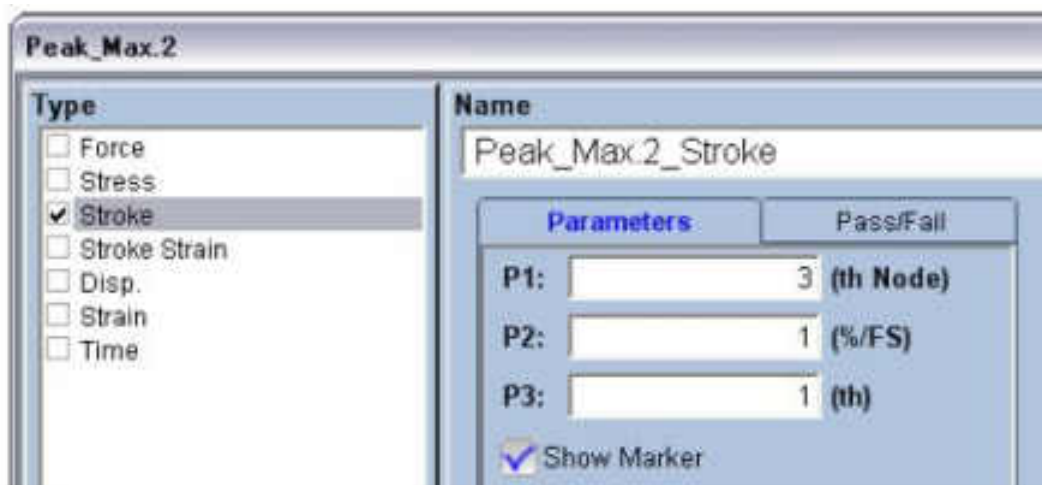 Peak_Max.2
Type
Force
Stress
Stroke
Stroke Strain
Disp.
Strain
Time
Name
Peak_Max.2_Stroke
Parameters
Pass/Fail
P1: 3 (th Node)
P2: 1 (%/FS)
P3: 1 (th)
Show Marker